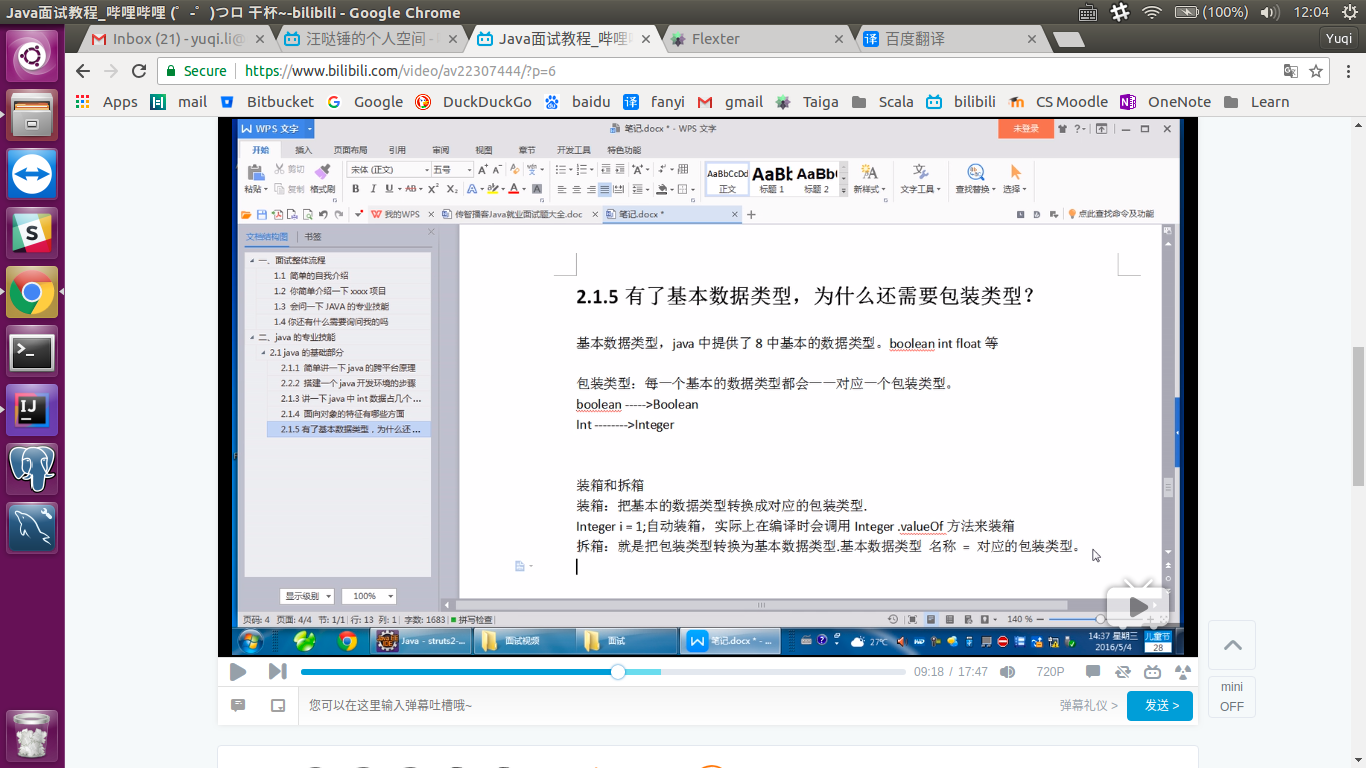 Java面试教程_哔哩哔哩 (゜-゜)つロ 干杯~-bilibili - Google Chrome
(100%) 12:04
Inbox (21) - yuqi.li@
汪哒锤的个人空间 -
Java面试教程_哔哩
Flexter
百度翻译
Yuqi
Secure https://www.bilibili.com/video/av22307444/?p=6
Apps mail Bitbucket Google DuckDuckGo baidu fanyi gmail Taiga Scala bilibili CS Moodle OneNote Learn
WPS 文字
笔记.docx * - WPS 文字
未登录
开始 插入 页面布局 引用 审阅 视图 章节 开发工具 特色功能
粘贴 剪切 复制 格式刷
宋体 (正文) 五号
AaBbCcDd AaBb AaBb(
正文 标题 1 标题 2 新样式 文字工具 查找替换 选择
我的WPS 传智播客Java就业面试题大全.doc 笔记.docx * 点此查找命令及功能
文档结构图 书签
一、面试整体流程
1.1 简单的自我介绍
1.2 你简单介绍一下 xxxx 项目
1.3 会问一下 JAVA 的专业技能
1.4 你还有什么需要询问我的吗
二、java 的专业技能
2.1 java 的基础部分
2.1.1 简单讲一下 java 的跨平台原理
2.2.2 搭建一个 java 开发环境的步骤
2.1.3 讲一下 java 中 int 数据占几个 ...
2.1.4 面向对象的特征有哪些方面
2.1.5 有了基本数据类型，为什么还 ...
显示级别 100%
2.1.5 有了基本数据类型，为什么还需要包装类型？
基本数据类型，java 中提供了 8 中基本的数据类型。boolean int float 等
包装类型：每一个基本的数据类型都会一一对应一个包装类型。
boolean ----->Boolean
Int -------->Integer
装箱和拆箱
装箱：把基本的数据类型转换成对应的包装类型.
Integer i = 1;自动装箱，实际上在编译时会调用 Integer .valueOf 方法来装箱
拆箱：就是把包装类型转换为基本数据类型.基本数据类型 名称 = 对应的包装类型。
页码: 4 页面: 4/4 节: 1/1 行: 13 列: 1 字数: 1683 拼写检查 140 %
Java - struts2-... 面试视频 面试 笔记.docx * - ... 27℃
14:37 星期三
2016/5/4
儿童节
28
09:18 / 17:47 720P
您可以在这里输入弹幕吐槽哦~
弹幕礼仪 >
发送 >
mini
OFF